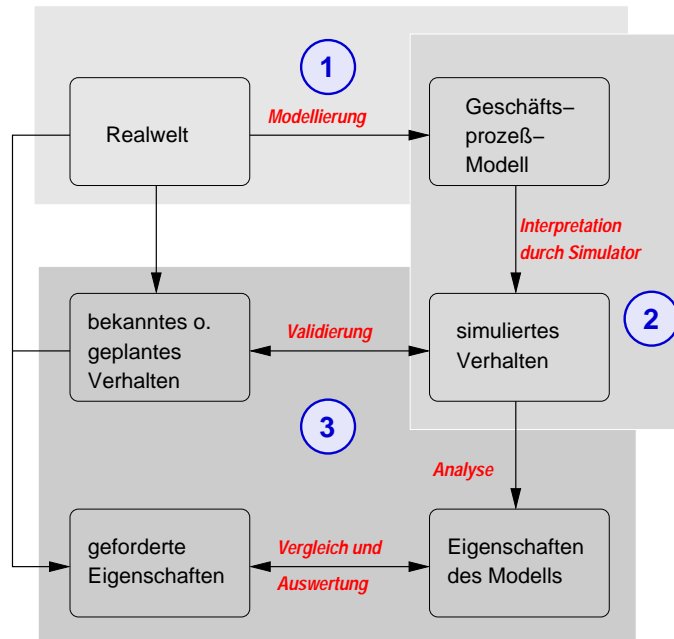 1
Modellierung
Realwelt
Geschäfts–
prozeß–
Modell
Interpretation
durch Simulator
2
bekanntes o.
geplantes
Verhalten
Validierung
simuliertes
Verhalten
3
Analyse
geforderte
Eigenschaften
Vergleich und
Auswertung
Eigenschaften
des Modells